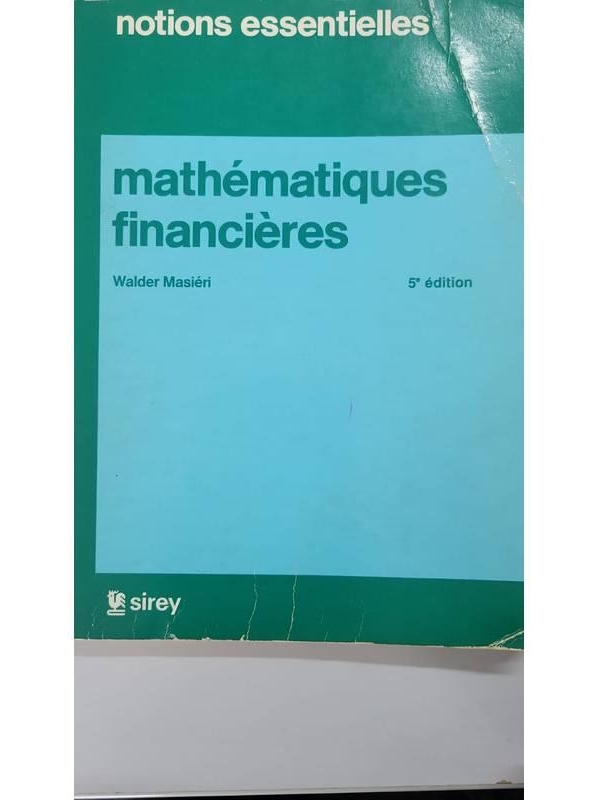 notions essentielles
mathématiques
financières
Walder Masiéri 5ᵉ édition
sirey